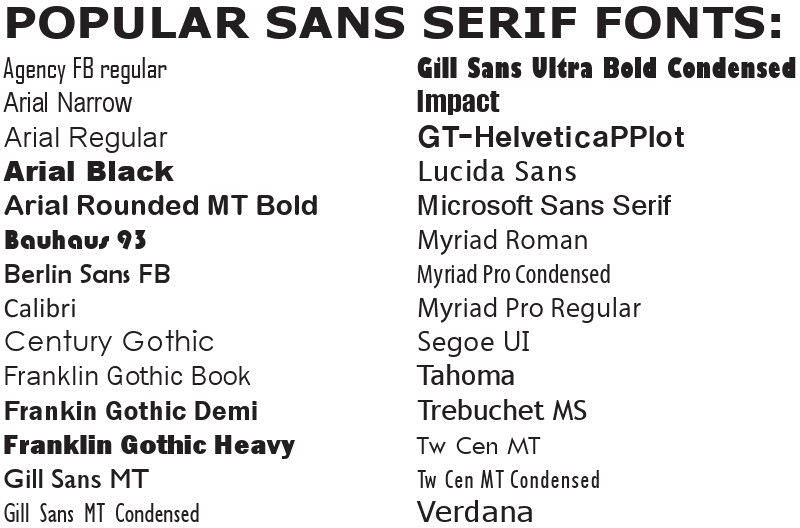 POPULAR SANS SERIF FONTS:
Agency FB regular
Arial Narrow
Arial Regular
Arial Black
Arial Rounded MT Bold
Bauhaus 93
Berlin Sans FB
Calibri
Century Gothic
Franklin Gothic Book
Frankin Gothic Demi
Franklin Gothic Heavy
Gill Sans MT
Gill Sans MT Condensed
Gill Sans Ultra Bold Condensed
Impact
GT-HelveticaPPlot
Lucida Sans
Microsoft Sans Serif
Myriad Roman
Myriad Pro Condensed
Myriad Pro Regular
Segoe UI
Tahoma
Trebuchet MS
Tw Cen MT
Tw Cen MT Condensed
Verdana